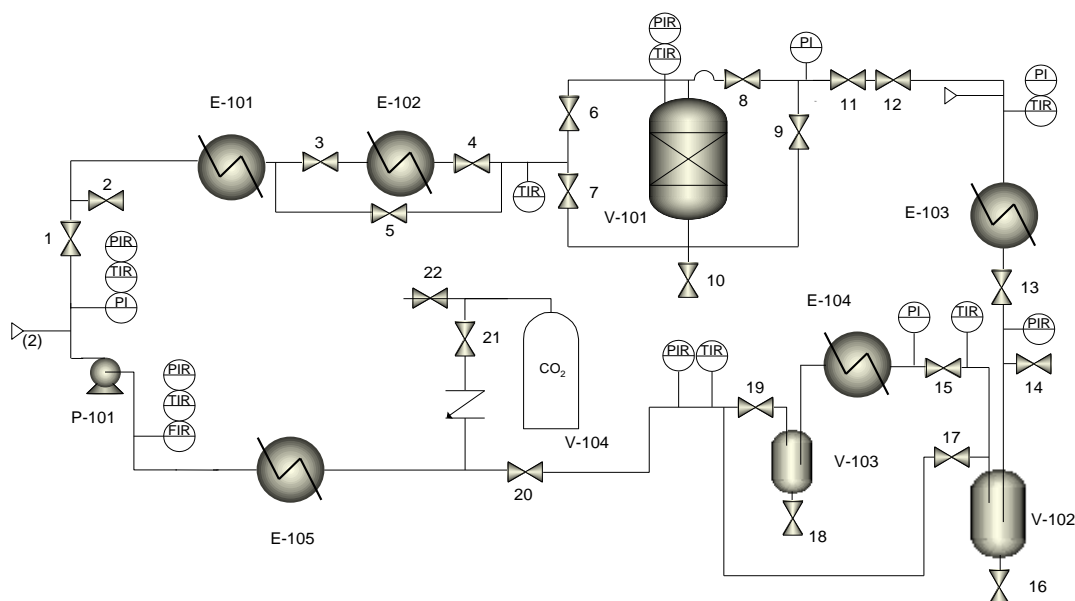 PIR
TIR
PI
PI
TIR
E-101
E-102
3
4
6
8
11
12
9
2
1
5
7
TIR
V-101
E-103
PIR
TIR
PI
10
13
22
E-104
PI
TIR
PIR
21
(2)
CO2
PIR
TIR
15
14
P-101
PIR
TIR
FIR
19
V-104
17
V-103
20
18
V-102
E-105
16